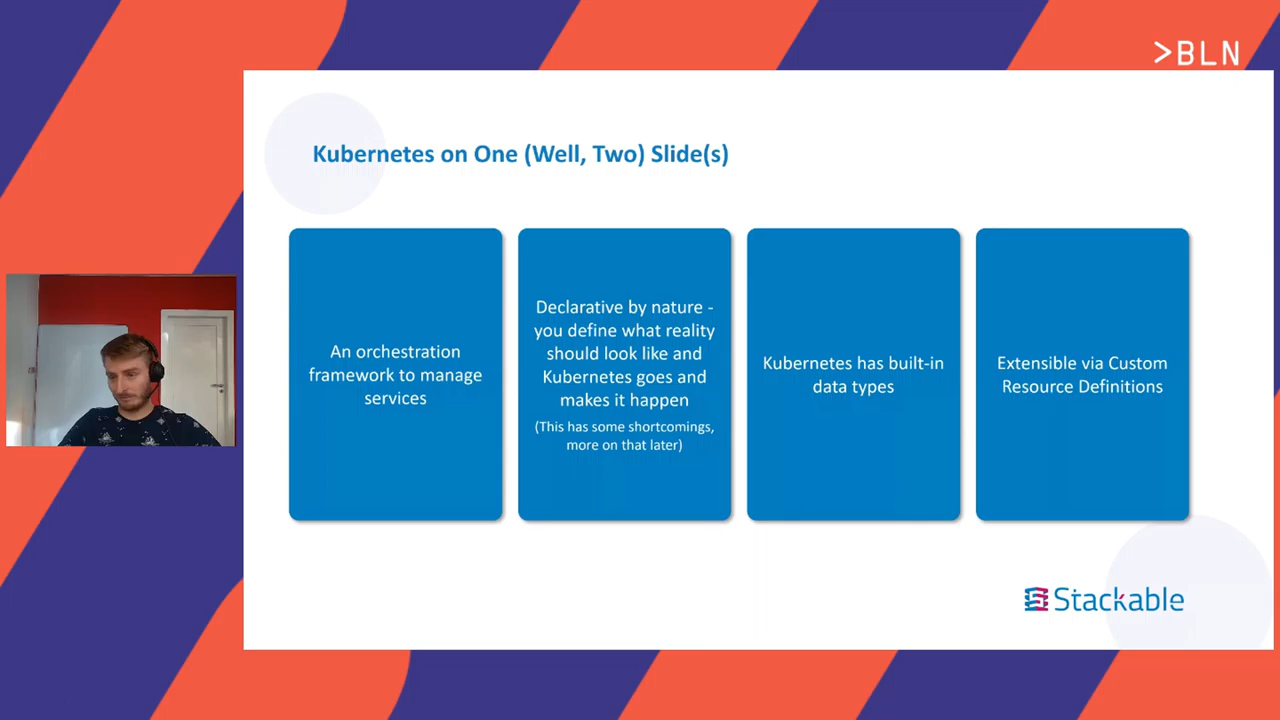 >BLN
Kubernetes on One (Well, Two) Slide(s)
An orchestration
framework to manage
services
Declarative by nature -
you define what reality
should look like and
Kubernetes goes and
makes it happen
(This has some shortcomings,
more on that later)
Kubernetes has built-in
data types
Extensible via Custom
Resource Definitions
Stackable